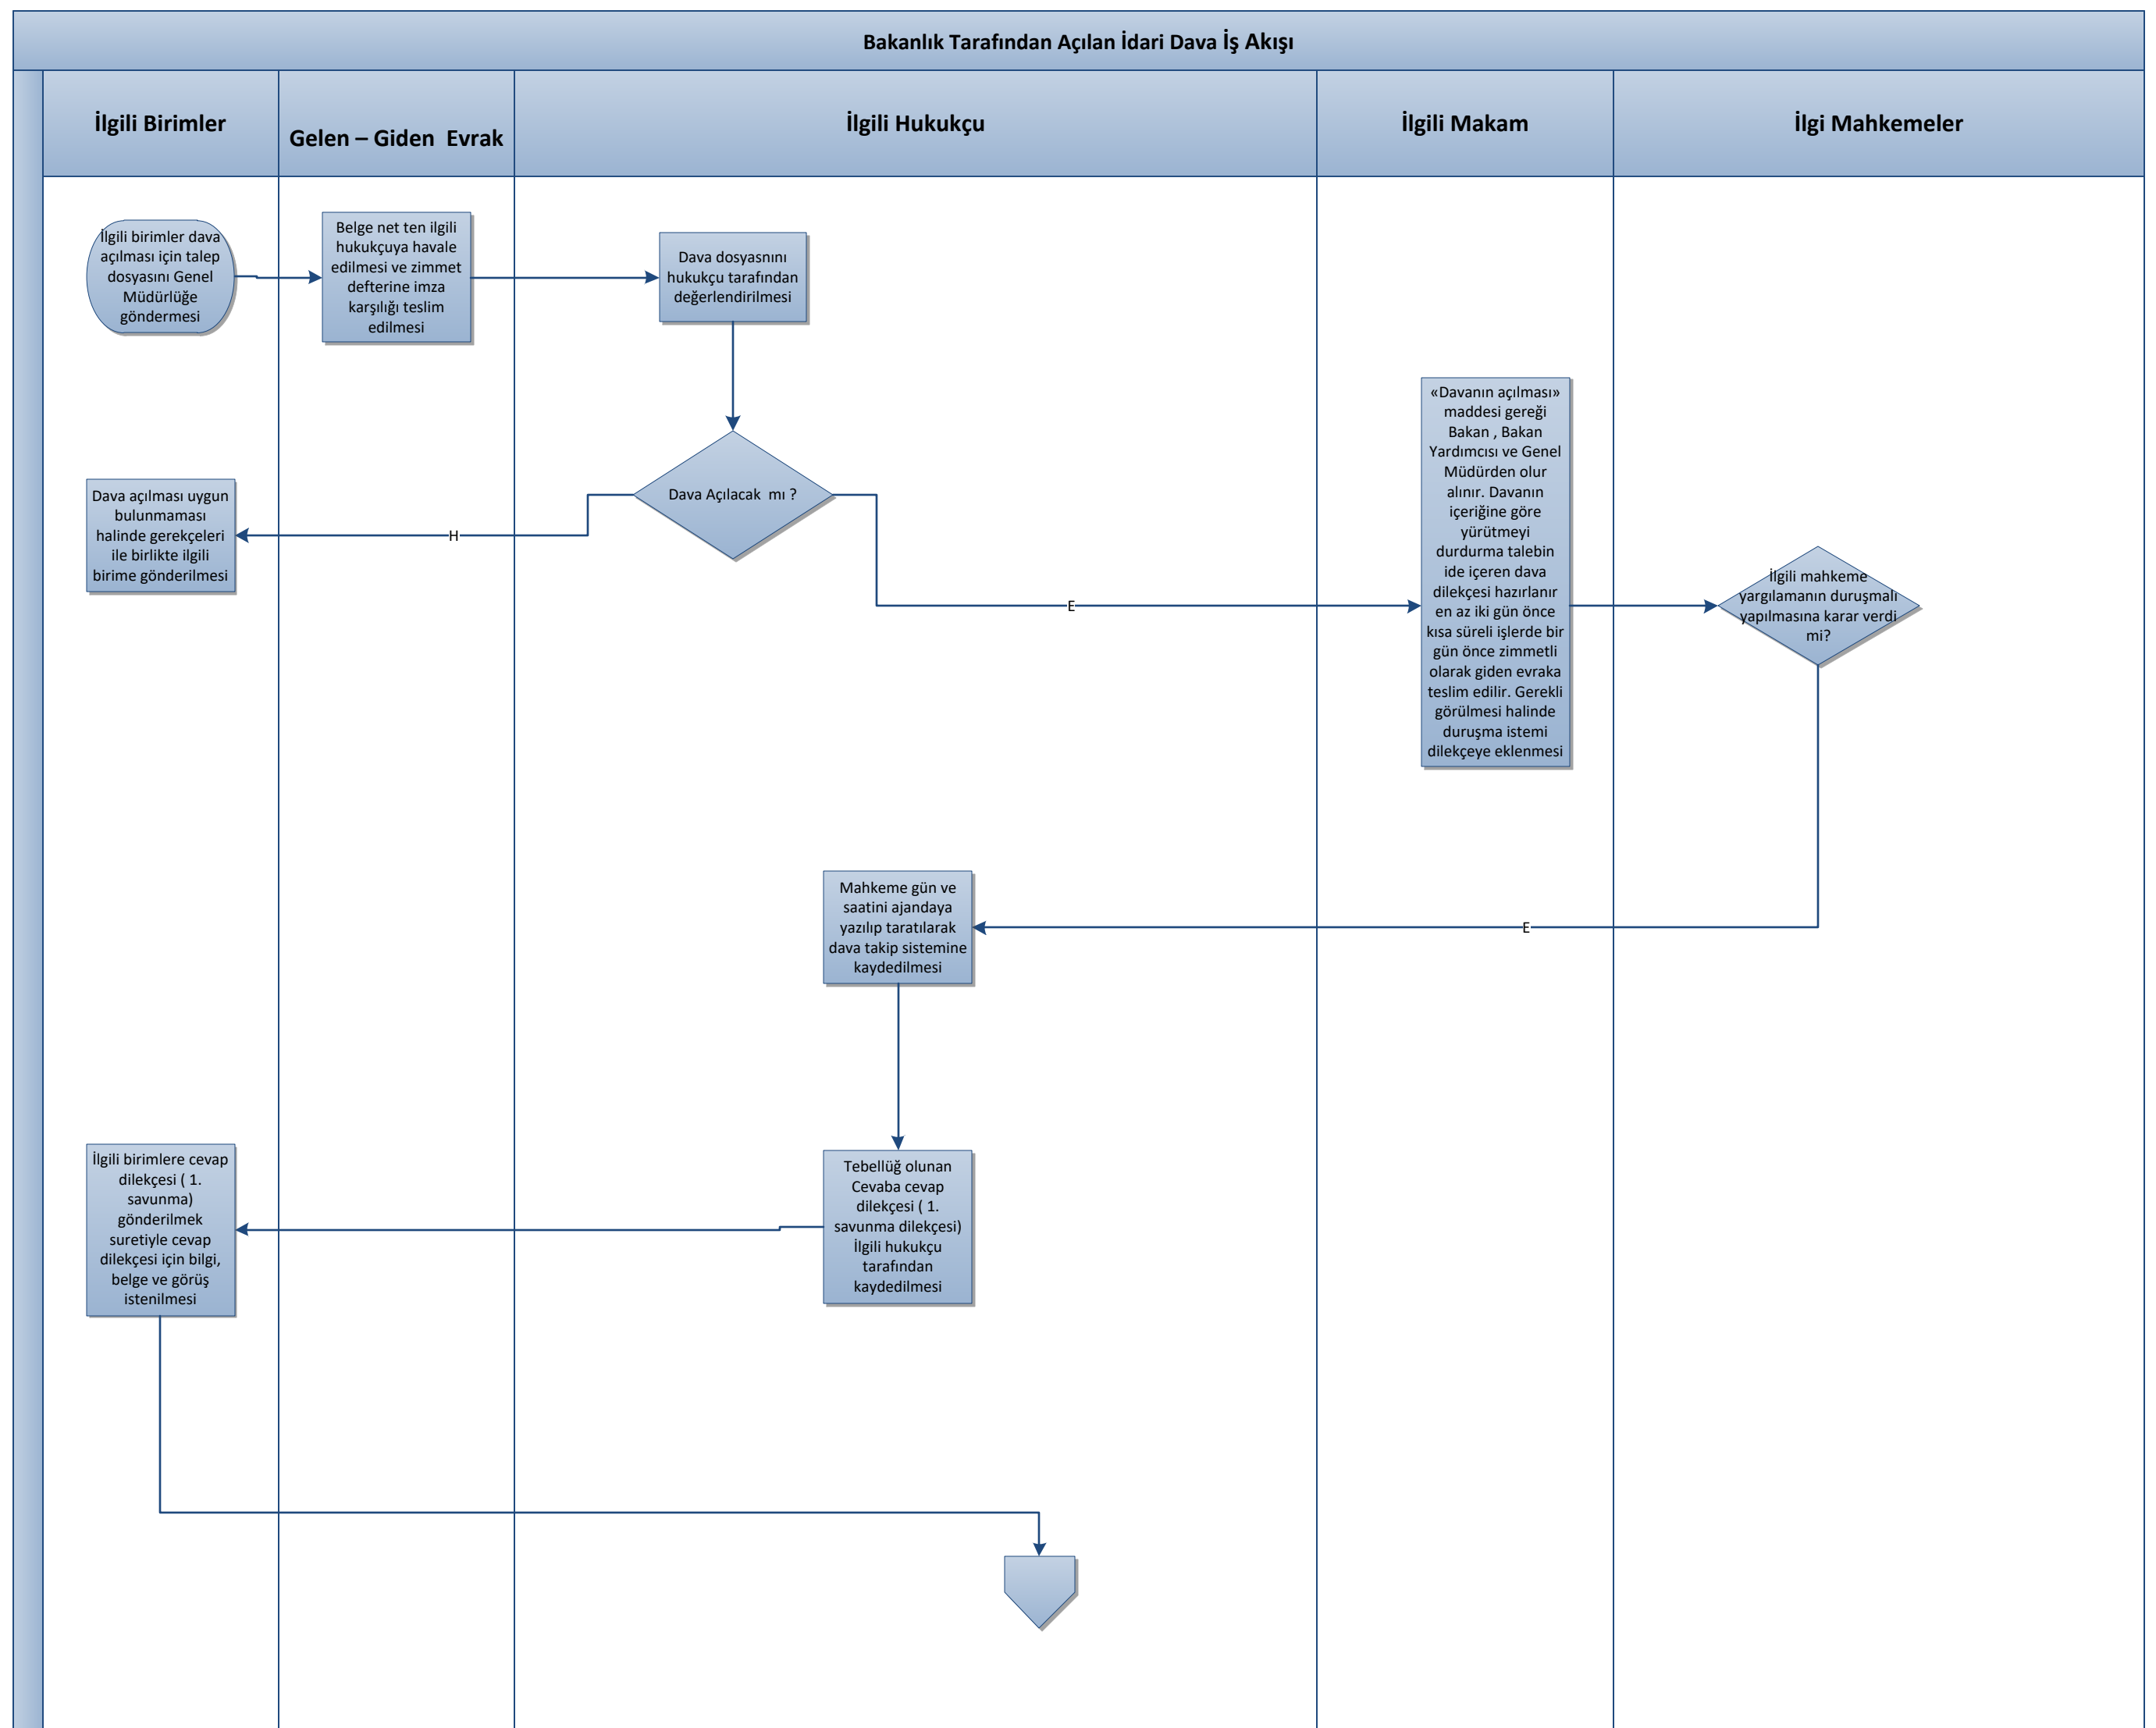 Bakanlık Tarafından Açılan İdari Dava İş Akışı
İlgili Birimler
Gelen – Giden  Evrak
İlgili Hukukçu
İlgili Makam
İlgi Mahkemeler
İlgili birimler dava
açılması için talep
dosyasını Genel
Müdürlüğe
göndermesi
Belge net ten ilgili
hukukçuya havale
edilmesi ve zimmet
defterine imza
karşılığı teslim
edilmesi
Dava dosyasnını
hukukçu tarafından
değerlendirilmesi
Dava Açılacak  mı ?
H
Dava açılması uygun
bulunmaması
halinde gerekçeleri
ile birlikte ilgili
birime gönderilmesi
E
«Davanın açılması»
maddesi gereği
Bakan , Bakan
Yardımcısı ve Genel
Müdürden olur
alınır. Davanın
içeriğine göre
yürütmeyi
durdurma talebin
ide içeren dava
dilekçesi hazırlanır
en az iki gün önce
kısa süreli işlerde bir
gün önce zimmetli
olarak giden evraka
teslim edilir. Gerekli
görülmesi halinde
duruşma istemi
dilekçeye eklenmesi
İlgili mahkeme
yargılamanın duruşmalı
yapılmasına karar verdi
mi?
E
Mahkeme gün ve
saatini ajandaya
yazılıp taratılarak
dava takip sistemine
kaydedilmesi
Tebellüğ olunan
Cevaba cevap
dilekçesi ( 1.
savunma dilekçesi)
İlgili hukukçu
tarafından
kaydedilmesi
İlgili birimlere cevap
dilekçesi ( 1.
savunma)
gönderilmek
suretiyle cevap
dilekçesi için bilgi,
belge ve görüş
istenilmesi